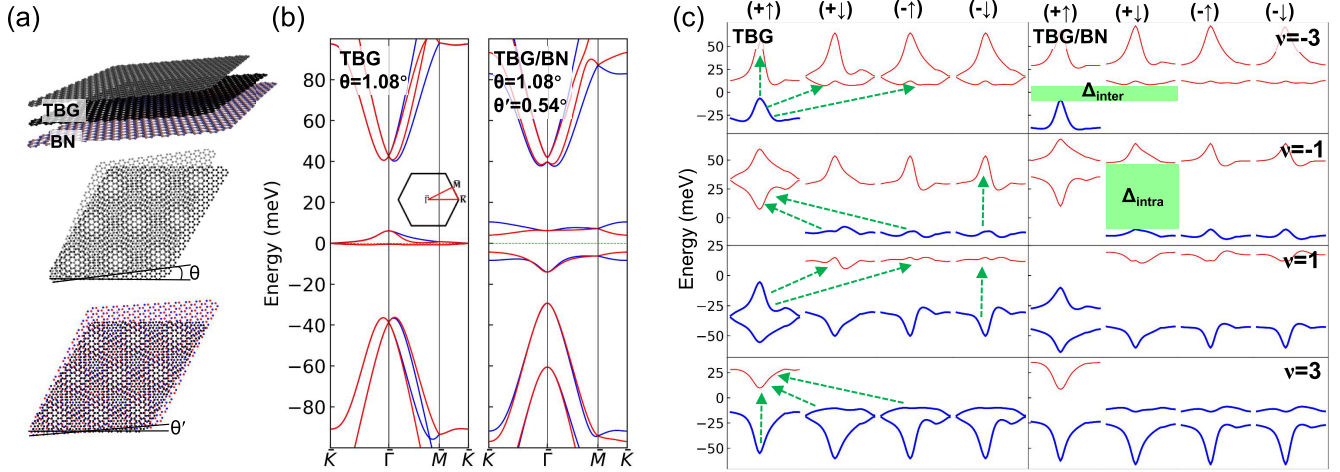 (a)
TBG
BN
θ
θ'
(b)
TBG
θ=1.08°
TBG/BN
θ=1.08°
θ'=0.54°
Energy (meV)
80
60
40
20
0
−20
−40
−60
−80
M̄
Γ̄
K̄
K̄ Γ̄ M̄ K̄
K̄ Γ̄ M̄ K̄
(c)
(+↑) (+↓) (-↑) (-↓) (+↑) (+↓) (-↑) (-↓)
TBG
TBG/BN
ν=-3
Δinter
50
25
0
−25
ν=-1
Δintra
50
25
0
ν=1
25
0
−25
−50
ν=3
25
0
−25
−50
Energy (meV)
Energy (meV)